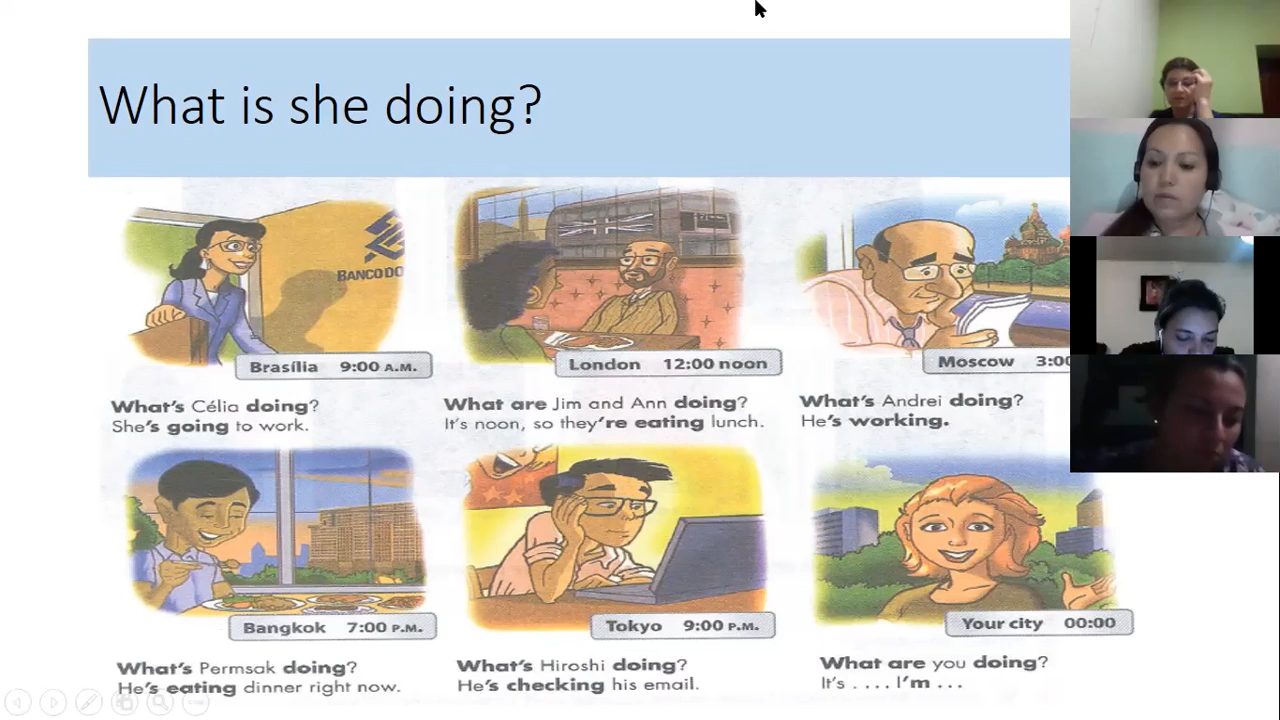 What is she doing?
BANCO DO
Brasília 9:00 A.M.
London 12:00 noon
Moscow 3:00
What's Célia doing?
She's going to work.
What are Jim and Ann doing?
It's noon, so they're eating lunch.
What's Andrei doing?
He's working.
Bangkok 7:00 P.M.
Tokyo 9:00 P.M.
Your city 00:00
What's Permsak doing?
He's eating dinner right now.
What's Hiroshi doing?
He's checking his email.
What are you doing?
It's . . . . I'm . . .